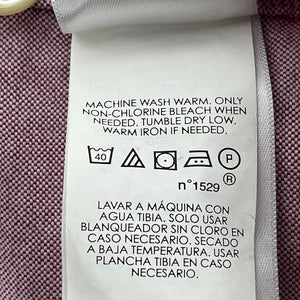 MACHINE WASH WARM. ONLY
NON-CHLORINE BLEACH WHEN
NEEDED. TUMBLE DRY LOW.
WARM IRON IF NEEDED.
40 P
n°1529 ®
LAVAR A MÁQUINA CON
AGUA TIBIA. SOLO USAR
BLANQUEADOR SIN CLORO EN
CASO NECESARIO. SECADO
A BAJA TEMPERATURA. USAR
PLANCHA TIBIA EN CASO
NECESARIO.